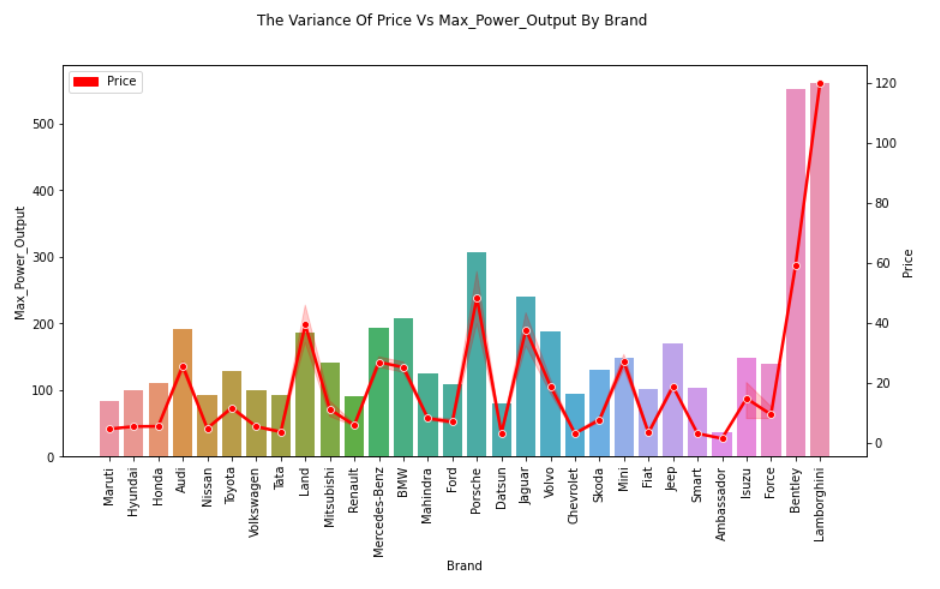 The Variance Of Price Vs Max_Power_Output By Brand
Price
500
400
300
200
100
0
Max_Power_Output
120
100
80
60
40
20
0
Price
Maruti
Hyundai
Honda
Audi
Nissan
Toyota
Volkswagen
Tata
Land
Mitsubishi
Renault
Mercedes-Benz
BMW
Mahindra
Ford
Porsche
Datsun
Jaguar
Volvo
Chevrolet
Skoda
Mini
Fiat
Jeep
Smart
Ambassador
Isuzu
Force
Bentley
Lamborghini
Brand